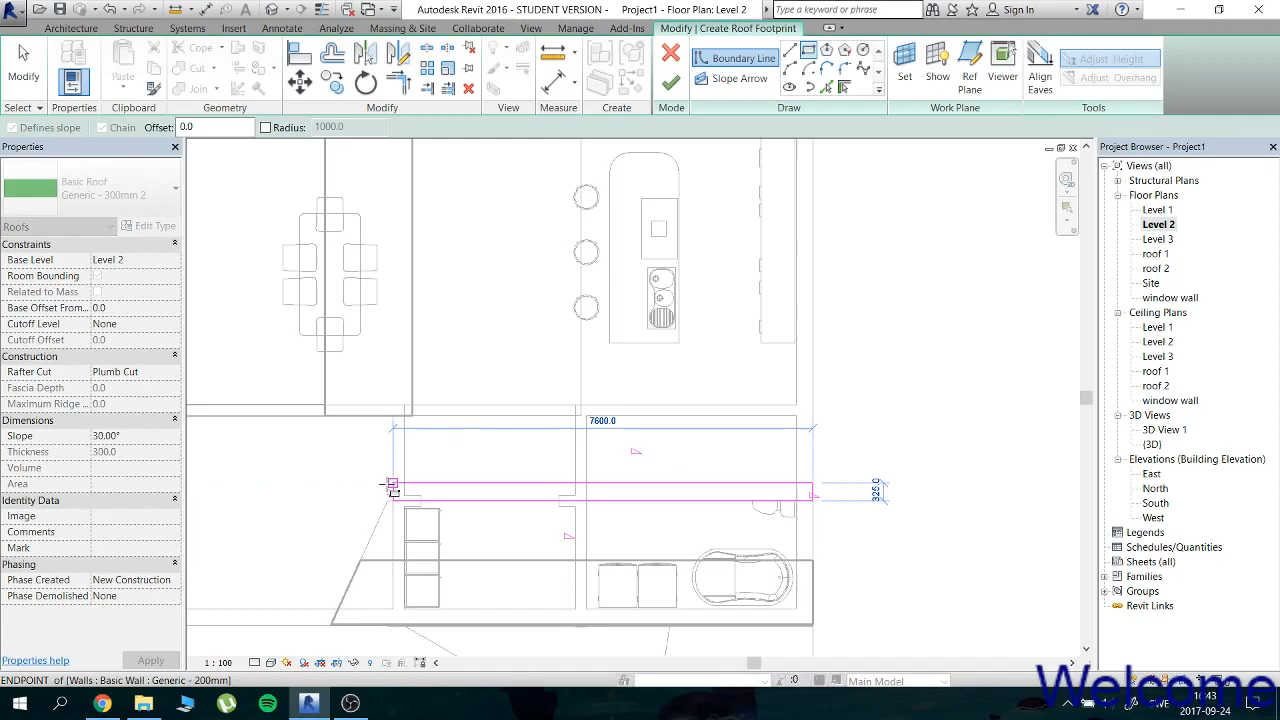 Autodesk Revit 2016 - STUDENT VERSION - Project1 - Floor Plan: Level 2
Type a keyword or phrase
Sign In
Architecture Structure Systems Insert Annotate Analyze Massing & Site Collaborate View Manage Add-Ins Modify | Create Roof Footprint
Modify Paste Cope Cut Join Boundary Line Slope Arrow Set Show Ref Plane Viewer Align Eaves Adjust Height Adjust Overhang
Select Properties Clipboard Geometry Modify View Measure Create Mode Draw Work Plane Tools
Defines slope Chain Offset: 0.0 Radius: 1000.0
Properties
Basic Roof
Generic - 300mm 2
Roofs Edit Type
Constraints
Base Level Level 2
Room Bounding
Related to Mass
Base Offset From... 0.0
Cutoff Level None
Cutoff Offset 0.0
Construction
Rafter Cut Plumb Cut
Fascia Depth 0.0
Maximum Ridge ... 0.0
Dimensions
Slope 30.00°
Thickness 300.0
Volume
Area
Identity Data
Image
Comments
Mark
Phasing
Phase Created New Construction
Phase Demolished None
Properties help Apply
7600.0
325.0
Project Browser - Project1
Views (all)
Structural Plans
Floor Plans
Level 1
Level 2
Level 3
roof 1
roof 2
Site
window wall
Ceiling Plans
Level 1
Level 2
Level 3
roof 1
roof 2
window wall
3D Views
3D View 1
{3D}
Elevations (Building Elevation)
East
North
South
West
Legends
Schedules/Quantities
Sheets (all)
Families
Groups
Revit Links
1 : 100
ENDPOINT of [Walls : Basic Wall : Generic - 200mm]
:0
Main Model
Welcome
SWE
16:43
2017-09-24